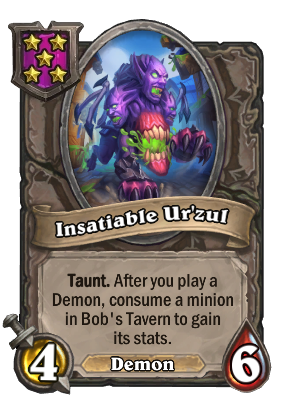 Insatiable Ur'zul
Taunt. After you play a
Demon, consume a minion
in Bob's Tavern to gain
its stats.
4
Demon
6